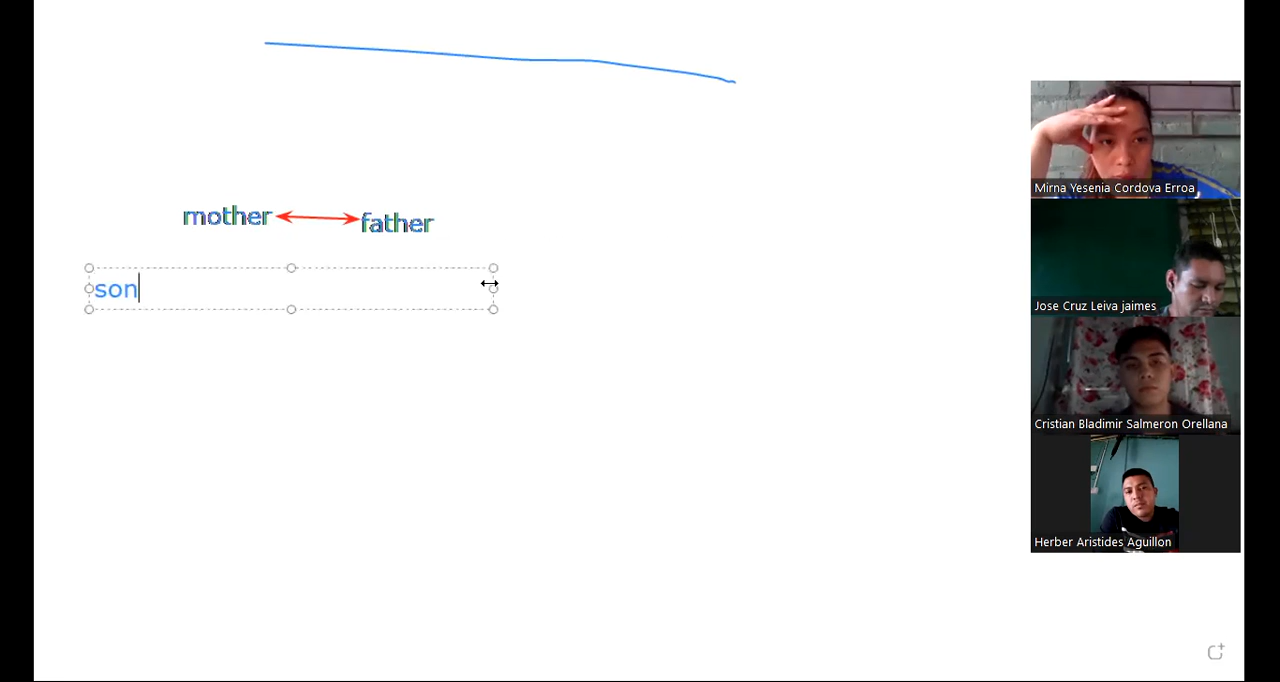 mother father
son
Mirna Yesenia Cordova Erroa
Jose Cruz Leiva jaimes
Cristian Bladimir Salmeron Orellana
Herber Aristides Aguillon